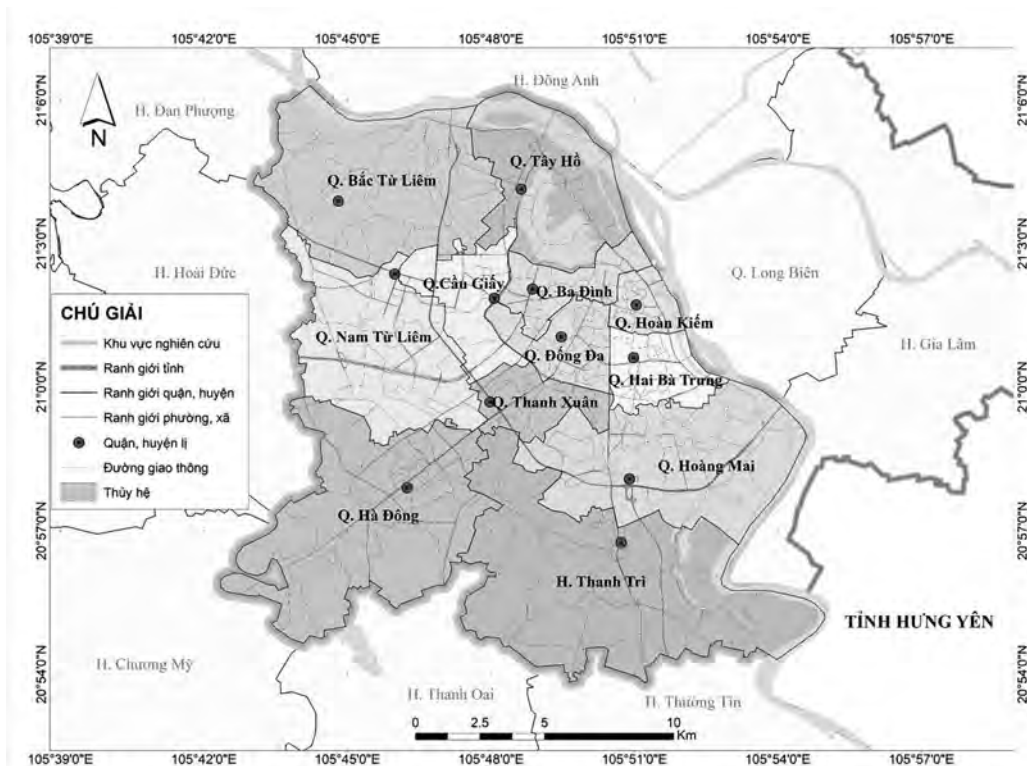 105°39'0"E 105°42'0"E 105°45'0"E 105°48'0"E 105°51'0"E 105°54'0"E 105°57'0"E
21°6'0"N
21°6'0"N
H. Đông Anh
H. Đan Phượng
N
Q. Tây Hồ
Q. Bắc Từ Liêm
21°3'0"N
21°3'0"N
H. Hoài Đức
Q. Long Biên
Q.Cầu Giấy
Q. Ba Đình
Q. Hoàn Kiếm
Q. Nam Từ Liêm
Q. Đống Đa
H. Gia Lâm
Q. Hai Bà Trưng
21°0'0"N
21°0'0"N
Q. Thanh Xuân
CHÚ GIẢI
Khu vực nghiên cứu
Ranh giới tỉnh
Ranh giới quận, huyện
Ranh giới phường, xã
Quận, huyện lị
Đường giao thông
Thủy hệ
Q. Hoàng Mai
Q. Hà Đông
20°57'0"N
20°57'0"N
H. Thanh Trì
TỈNH HƯNG YÊN
H. Chương Mỹ
20°54'0"N
20°54'0"N
H. Thanh Oai
H. Thường Tín
0 2.5 5 10
Km
105°39'0"E 105°42'0"E 105°45'0"E 105°48'0"E 105°51'0"E 105°54'0"E 105°57'0"E